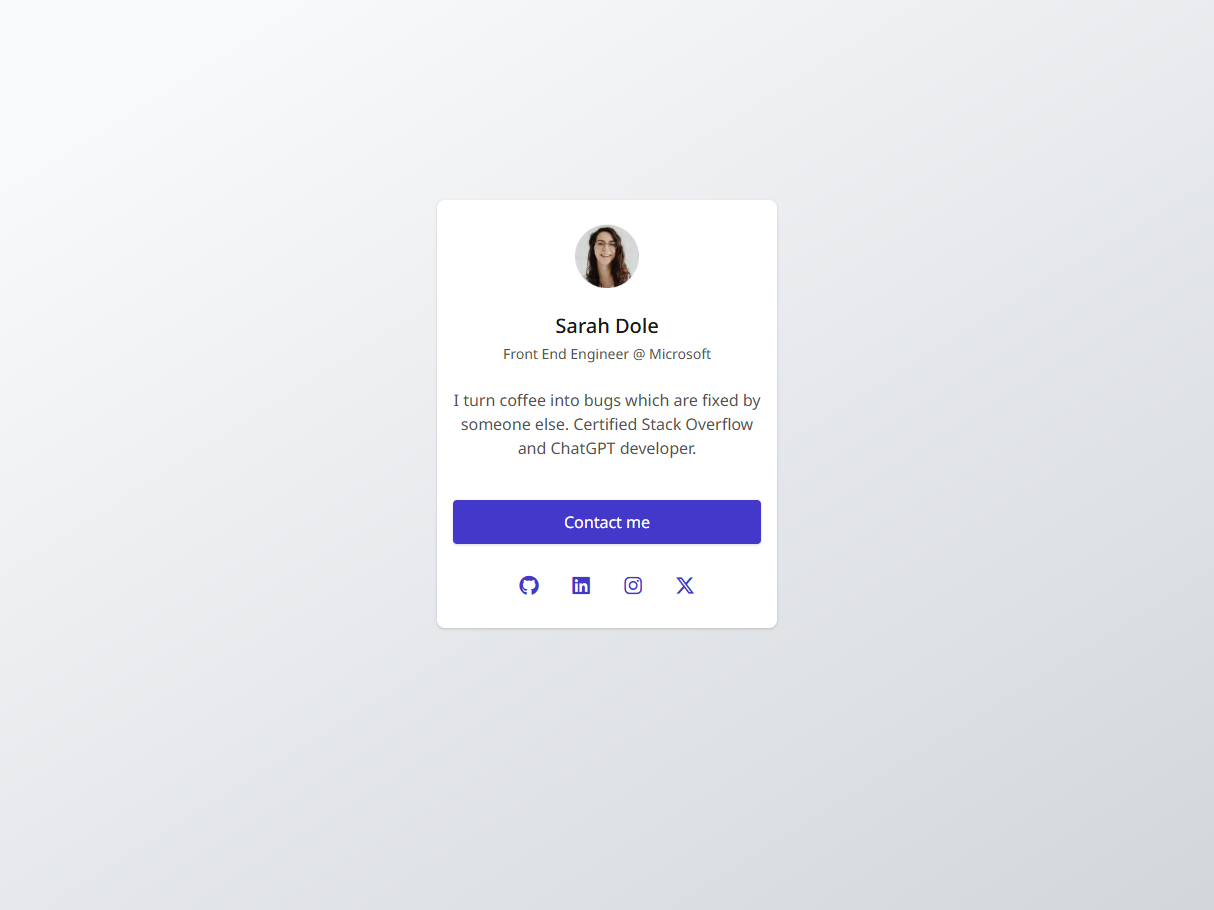 Sarah Dole
Front End Engineer @ Microsoft
I turn coffee into bugs which are fixed by
someone else. Certified Stack Overflow
and ChatGPT developer.
Contact me